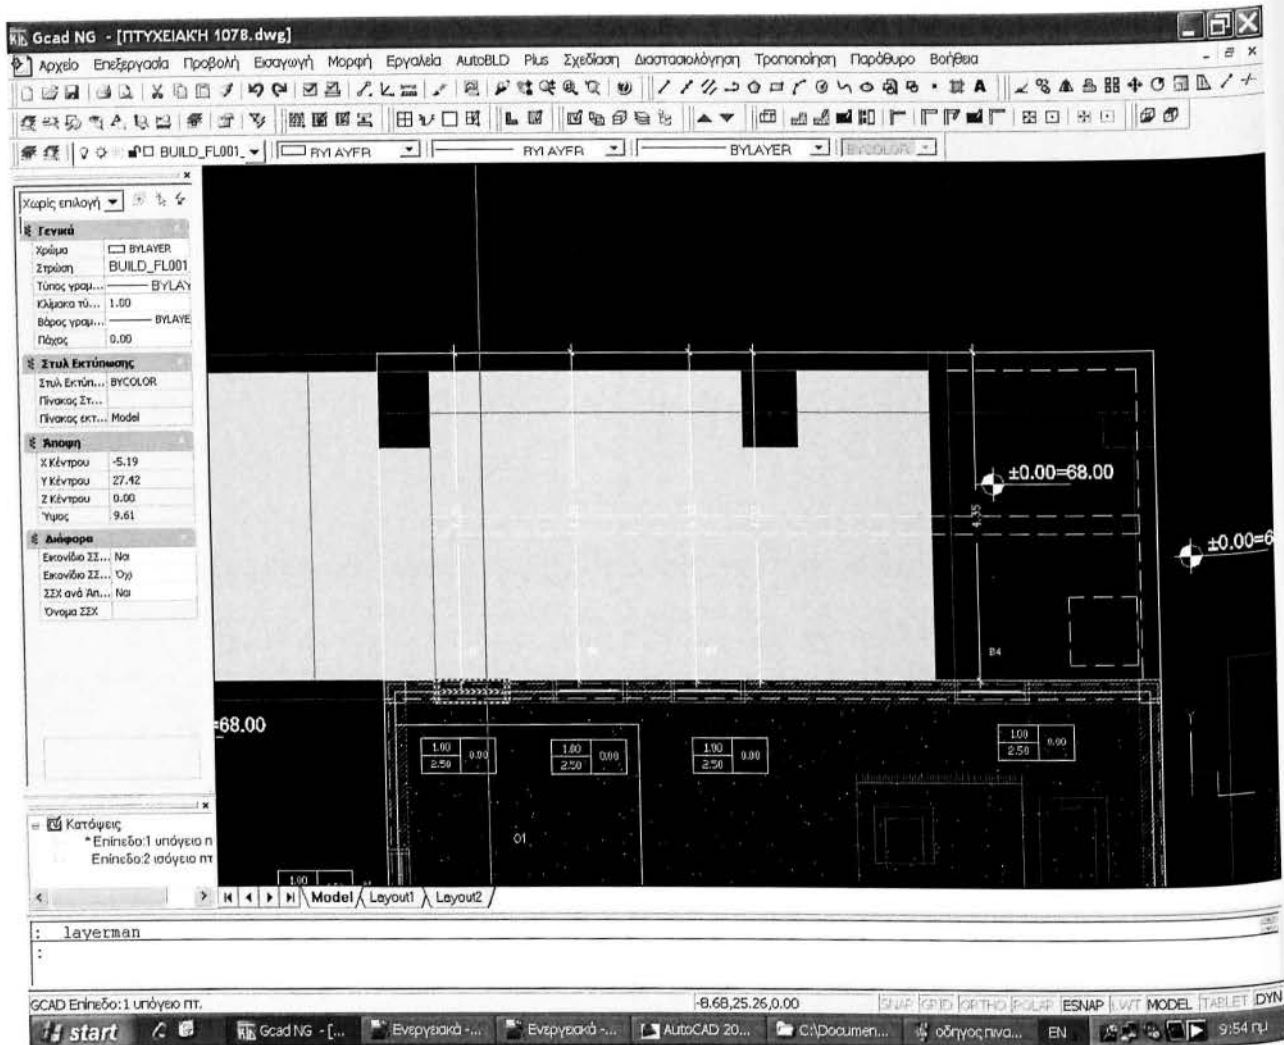 Gcad NG - [ΠΤΥΧΕΙΑΚΉ 1078.dwg]
Αρχείο Επεξεργασία Προβολή Εισαγωγή Μορφή Εργαλεία AutoBLD Plus Σχεδίαση Διαστασιολόγηση Τροποποίηση Παράθυρο Βοήθεια
BUILD_FL001_ BYLAYER BYLAYER BYLAYER BYCOLOR
Χωρίς επιλογή
Γενικά
Χρώμα BYLAYER
Στρώση BUILD_FL001
Τύπος γραμ... BYLAY
Κλίμακα τύ... 1.00
Βάρος γραμ... BYLAYE
Πάχος 0.00
Στυλ Εκτύπωσης
Στυλ Εκτύπ... BYCOLOR
Πίνακας Στ...
Πίνακας εκτ... Model
Άποψη
Χ Κέντρου -5.19
Υ Κέντρου 27.42
Ζ Κέντρου 0.00
Ύψος 9.61
Διάφορα
Εικονίδιο ΣΣ... Ναι
Εικονίδιο ΣΣ... Όχι
ΣΣΧ ανά Απ... Ναι
Όνομα ΣΣΧ
±0.00=68.00
4.35
±0.00=6
B4
=68.00
1.00 2.50 0.00
1.00 2.50 0.00
1.00 2.50 0.00
1.00 2.50 0.00
01
Y
1.00
Κατόψεις
*Επίπεδο:1 υπόγειο π
Επίπεδο:2 ισόγειο πτ
Model Layout1 Layout2
: layerman
:
GCAD Επίπεδο:1 υπόγειο πτ. -8.68,25.26,0.00 SNAP GRID ORTHO POLAR ESNAP LWT MODEL TABLET DYN
start Gcad NG - [... Ενεργειακά -... Ενεργειακά -... AutoCAD 20... C:\Documen... οδηγος πινα... EN 9:54 πμ